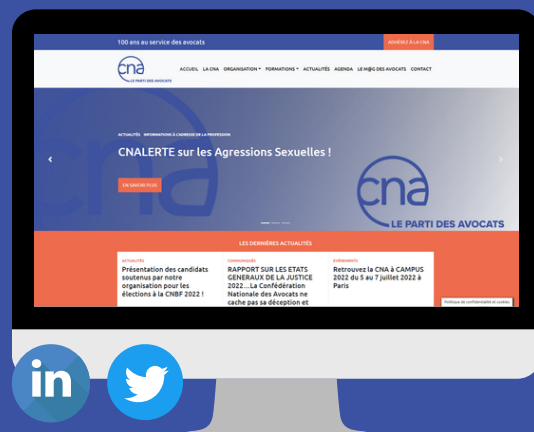 100 ans au service des avocats
ADHÉREZ À LA CNA
cna
LE PARTI DES AVOCATS
ACCUEIL LA CNA ORGANISATION FORMATIONS ACTUALITÉS AGENDA LE M@G DES AVOCATS CONTACT
ACTUALITÉS INFORMATIONS À L'ADRESSE DE LA PROFESSION
CNALERTE sur les Agressions Sexuelles !
EN SAVOIR PLUS
cna
cna
LE PARTI DES AVOCATS
LES DERNIÈRES ACTUALITÉS
ACTUALITÉS
Présentation des candidats
soutenus par notre
organisation pour les
élections à la CNBF 2022 !
COMMUNIQUÉS
RAPPORT SUR LES ETATS
GENERAUX DE LA JUSTICE
2022...La Confédération
Nationale des Avocats ne
cache pas sa déception et
ÉVÉNEMENTS
Retrouvez la CNA à CAMPUS
2022 du 5 au 7 juillet 2022 à
Paris
Politique de confidentialité et cookies
in